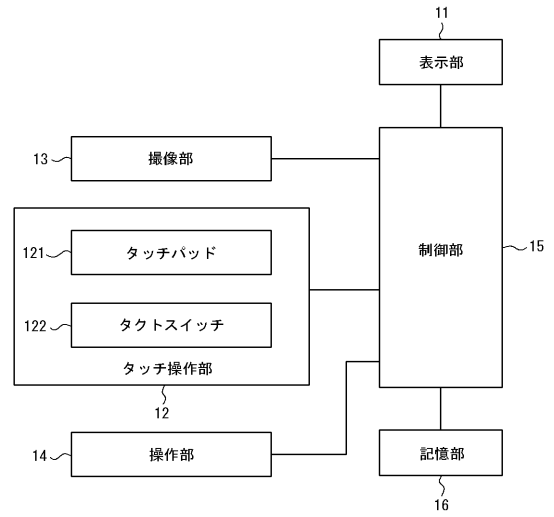 11
表示部
13
撮像部
121
タッチパッド
制御部
15
122
タクトスイッチ
タッチ操作部
12
14
操作部
記憶部
16